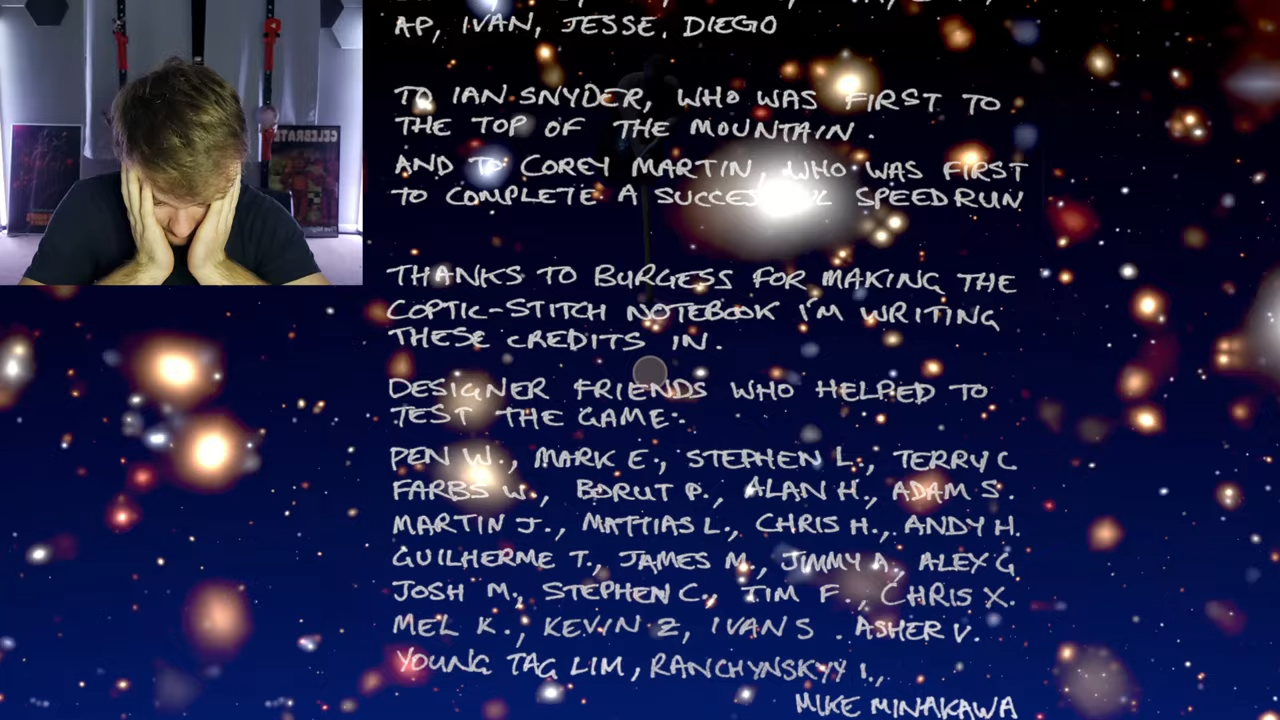 AP, IVAN, JESSE, DIEGO
TO IAN SNYDER, WHO WAS FIRST TO
THE TOP OF THE MOUNTAIN.
AND TO COREY MARTIN, WHO WAS FIRST
TO COMPLETE A SUCCESSFUL SPEEDRUN
THANKS TO BURGESS FOR MAKING THE
COPTIC-STITCH NOTEBOOK I'M WRITING
THESE CREDITS IN.
DESIGNER FRIENDS WHO HELPED TO
TEST THE GAME:
PEN W., MARK E., STEPHEN L., TERRY C
FARBS W., BORUT P., ALAN H., ADAM S.
MARTIN J., MATTIAS L., CHRIS H., ANDY H.
GUILHERME T., JAMES M., JIMMY A., ALEX G
JOSH M., STEPHEN C., TIM F., CHRIS X.
MEL K., KEVIN Z, IVAN S. ASHER V.
YOUNG TAG LIM, RANCHYNSKYY I.,
MIKE MINAKAWA